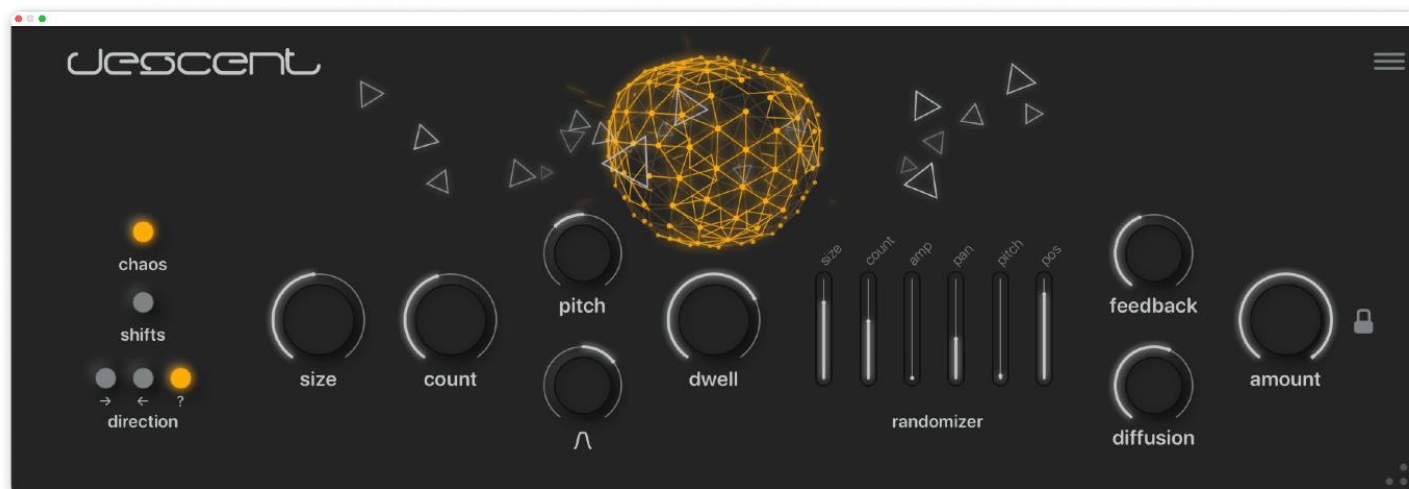 descent
size
count
amp
pan
pitch
pos
chaos
pitch
feedback
shifts
size
count
dwell
amount
→ ← ?
direction
randomizer
diffusion